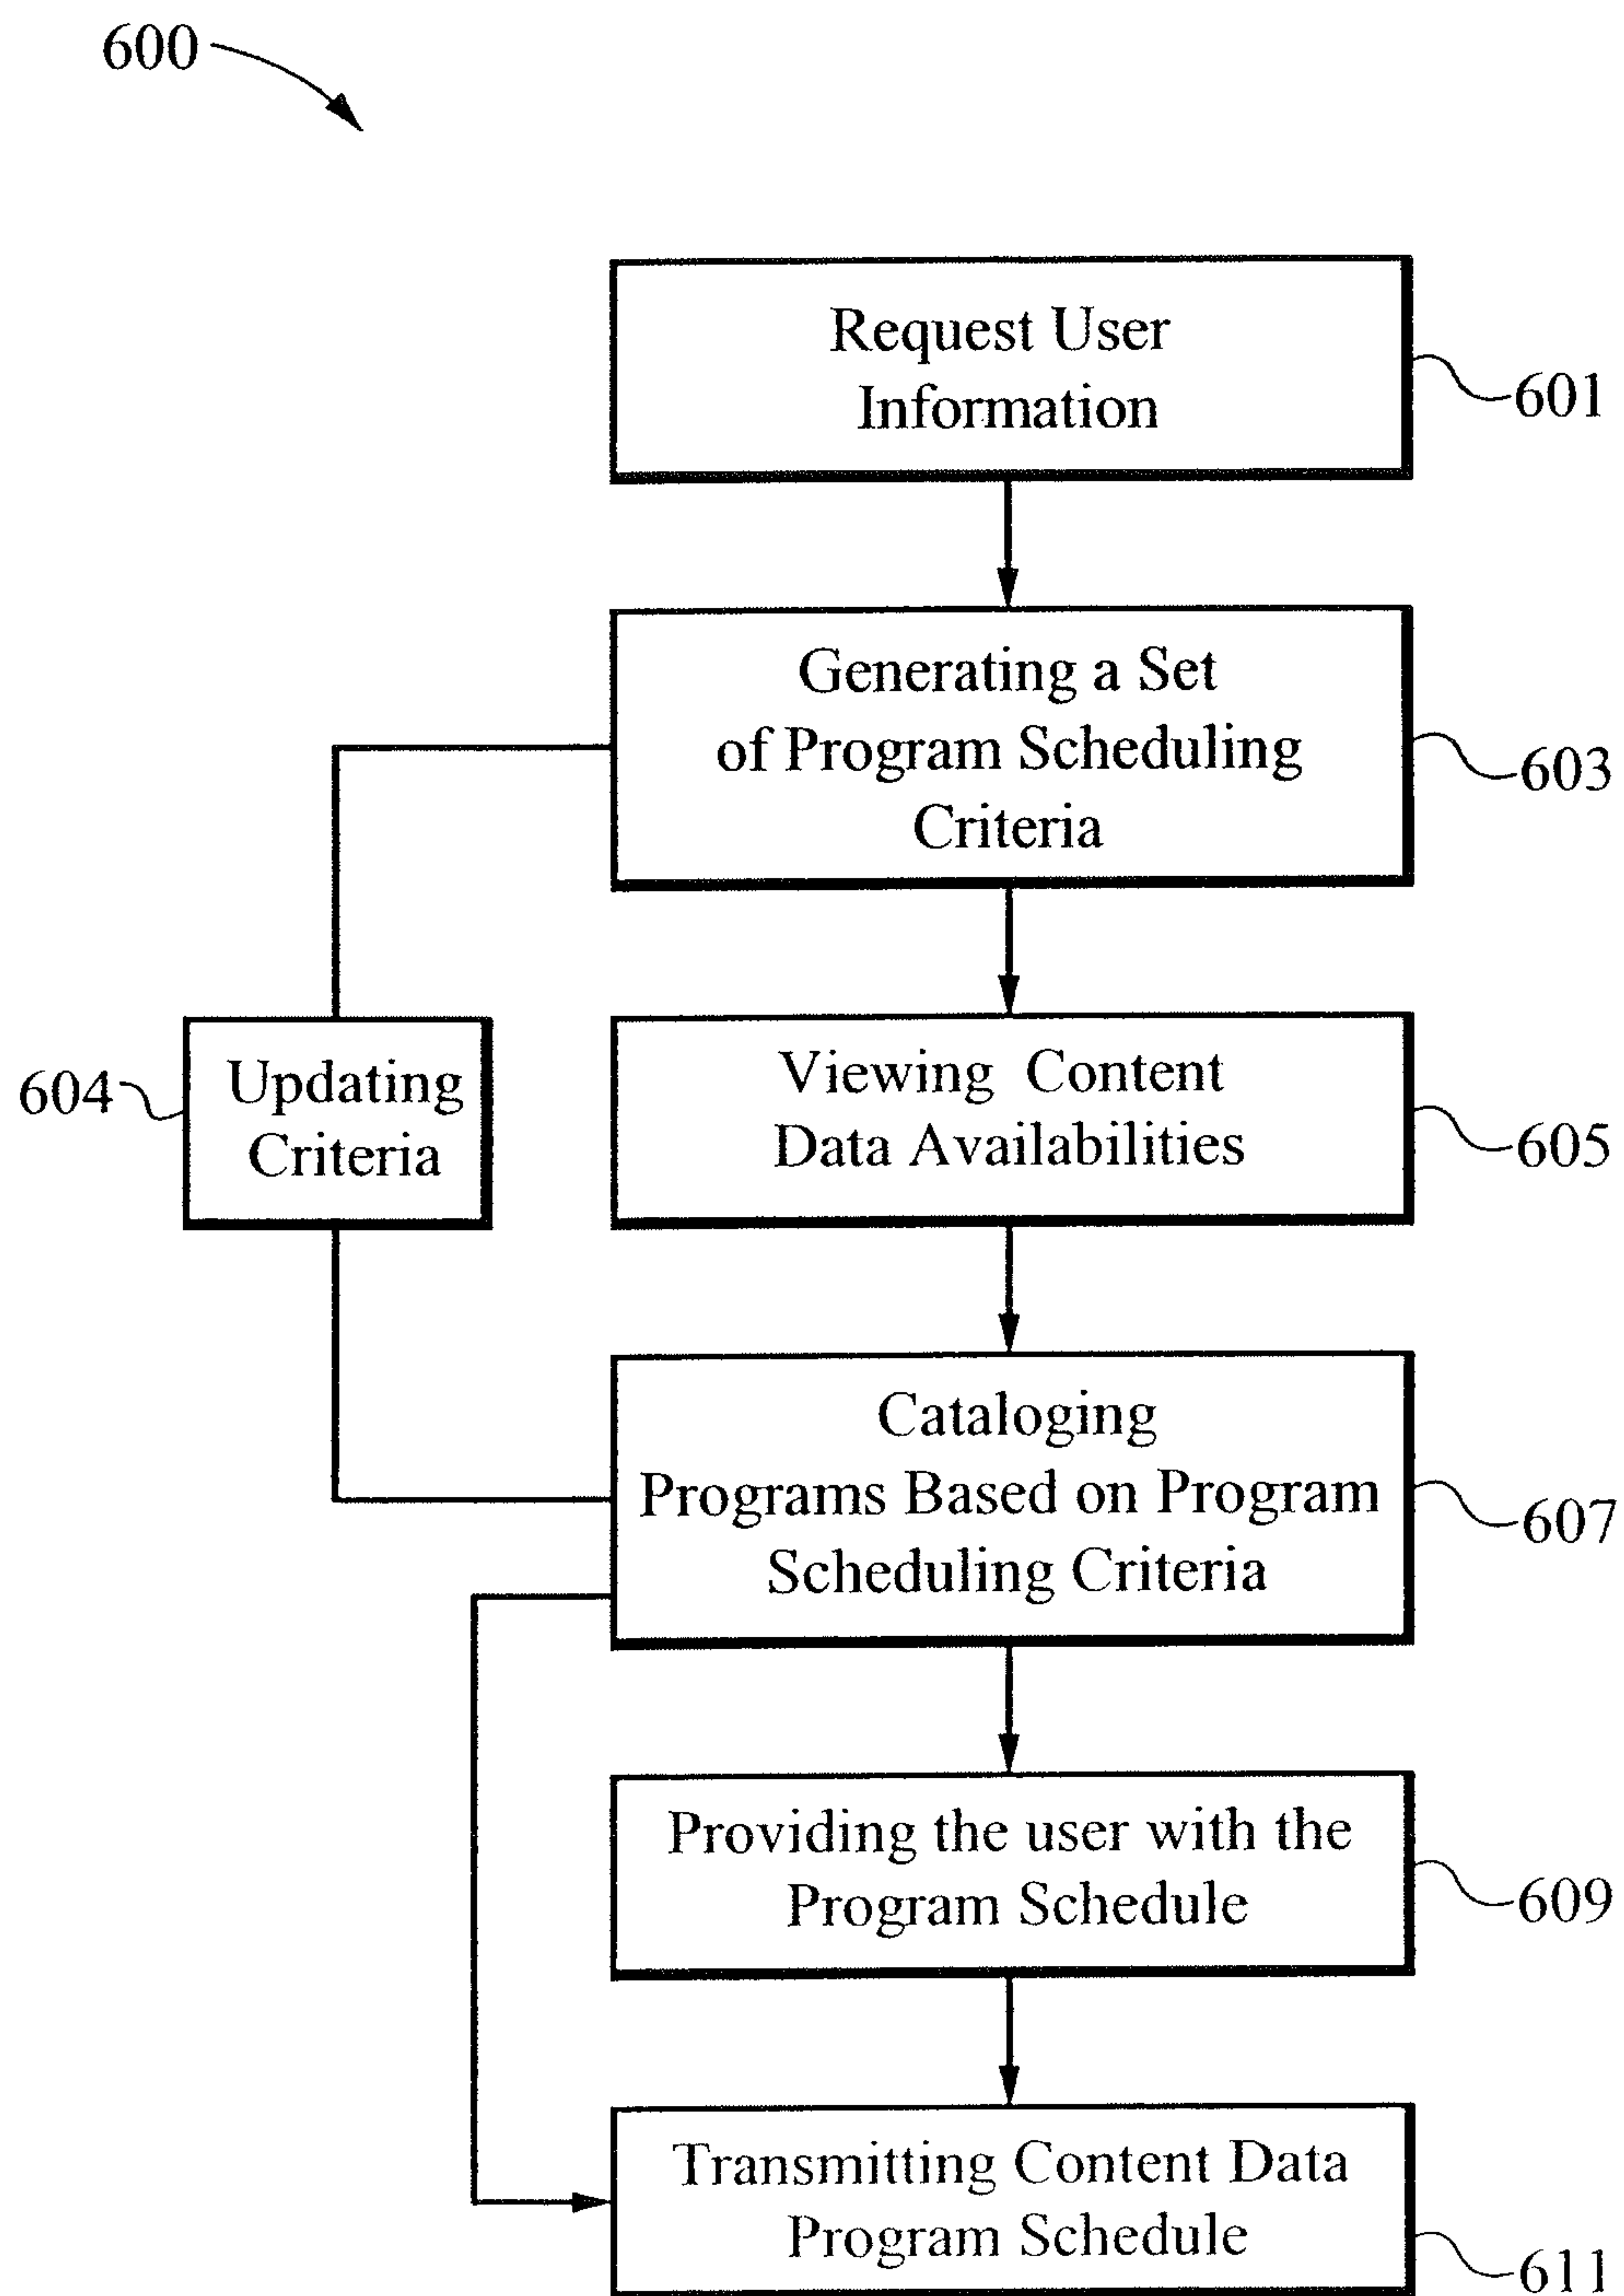 600
Request User
Information
601
Generating a Set
of Program Scheduling
Criteria
603
604
Updating
Criteria
Viewing Content
Data Availabilities
605
Cataloging
Programs Based on Program
Scheduling Criteria
607
Providing the user with the
Program Schedule
609
Transmitting Content Data
Program Schedule
611